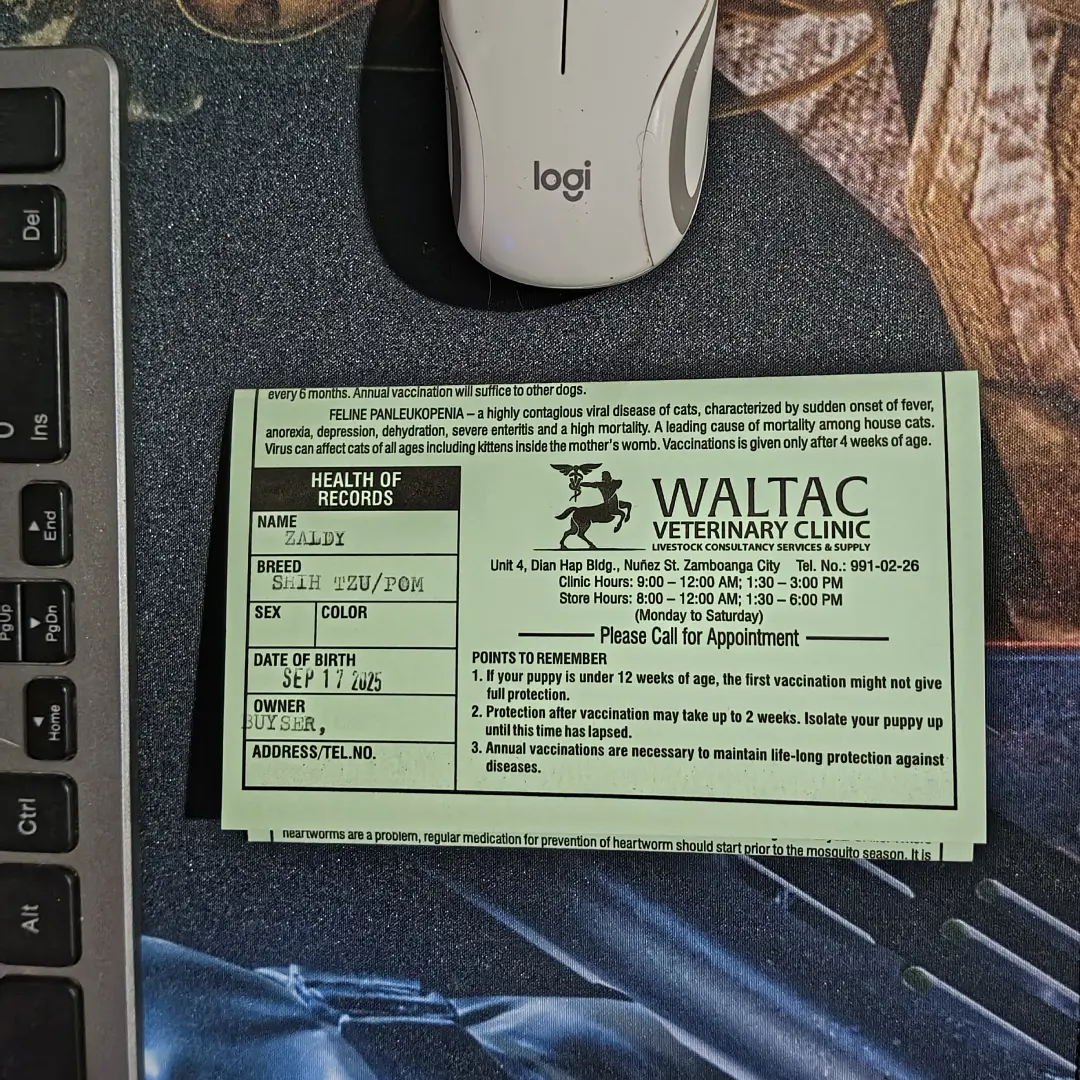 logi
Del
Ins
End
PgUp
PgDn
Home
Ctrl
Alt
every 6 months. Annual vaccination will suffice to other dogs.
FELINE PANLEUKOPENIA – a highly contagious viral disease of cats, characterized by sudden onset of fever,
anorexia, depression, dehydration, severe enteritis and a high mortality. A leading cause of mortality among house cats.
Virus can affect cats of all ages including kittens inside the mother's womb. Vaccinations is given only after 4 weeks of age.
HEALTH OF
RECORDS
NAME
ZALDY
BREED
SHIH TZU/POM
SEX
COLOR
DATE OF BIRTH
SEP 17 2025
OWNER
BUYSER,
ADDRESS/TEL.NO.
WALTAC
VETERINARY CLINIC
LIVESTOCK CONSULTANCY SERVICES & SUPPLY
Unit 4, Dian Hap Bldg., Nuñez St. Zamboanga City Tel. No.: 991-02-26
Clinic Hours: 9:00 – 12:00 AM; 1:30 – 3:00 PM
Store Hours: 8:00 – 12:00 AM; 1:30 – 6:00 PM
(Monday to Saturday)
Please Call for Appointment
POINTS TO REMEMBER
1. If your puppy is under 12 weeks of age, the first vaccination might not give
full protection.
2. Protection after vaccination may take up to 2 weeks. Isolate your puppy up
until this time has lapsed.
3. Annual vaccinations are necessary to maintain life-long protection against
diseases.
heartworms are a problem, regular medication for prevention of heartworm should start prior to the mosquito season. It is